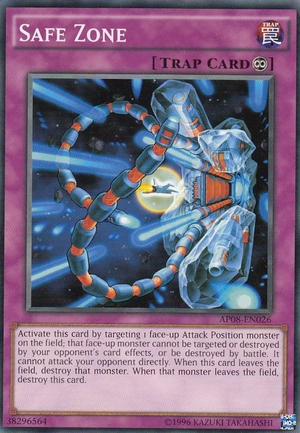 SAFE ZONE
TRAP
罠
[TRAP CARD]
AP08-EN026
Activate this card by targeting 1 face-up Attack Position monster
on the field; that face-up monster cannot be targeted or destroyed
by your opponent's card effects, or be destroyed by battle. It
cannot attack your opponent directly. When this card leaves the
field, destroy that monster. When that monster leaves the field,
destroy this card.
38296564
©1996 KAZUKI TAKAHASHI